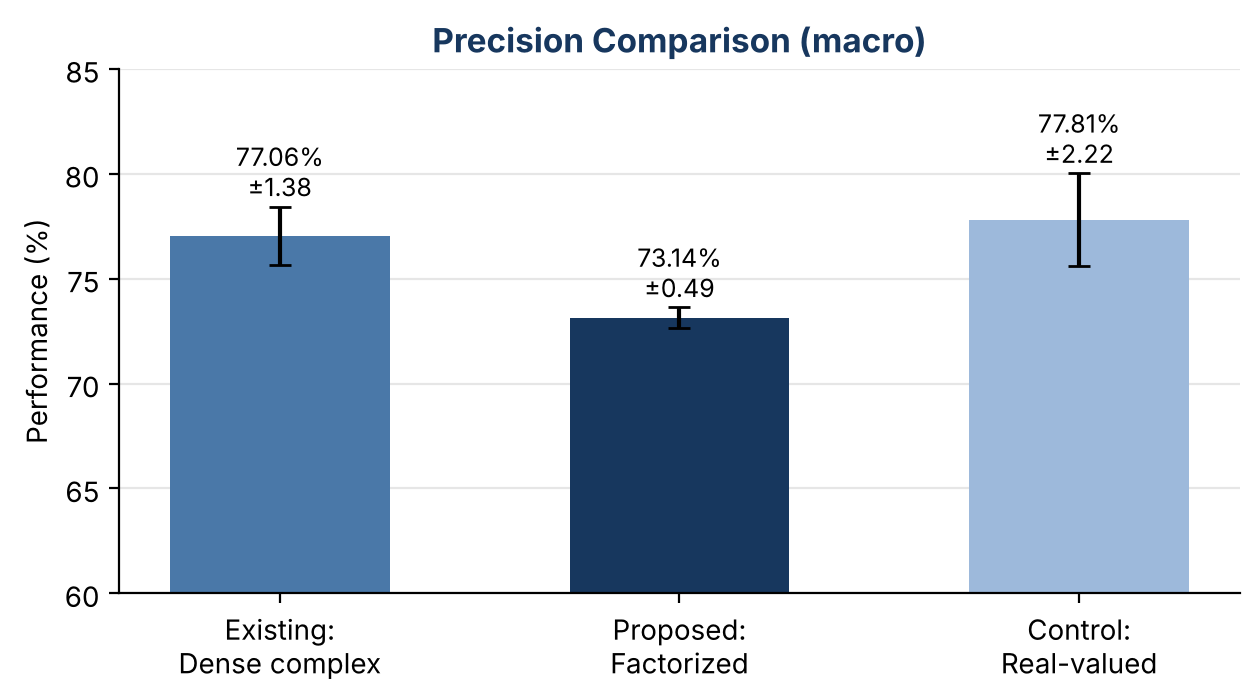 Precision Comparison (macro)
Performance (%)
85
80
75
70
65
60
77.06%
±1.38
73.14%
±0.49
77.81%
±2.22
Existing:
Dense complex
Proposed:
Factorized
Control:
Real-valued